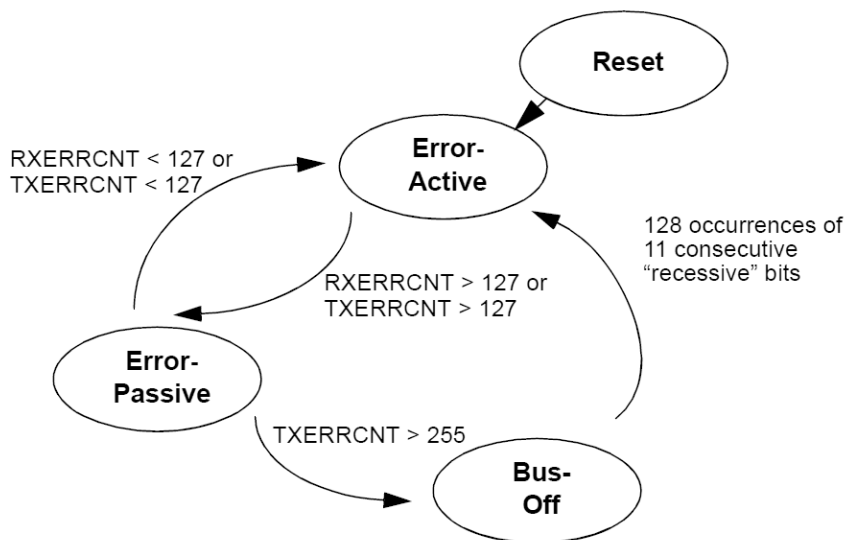 Reset
Error-
Active
RXERRCNT < 127 or
TXERRCNT < 127
128 occurrences of
11 consecutive
“recessive” bits
RXERRCNT > 127 or
TXERRCNT > 127
Error-
Passive
TXERRCNT > 255
Bus-
Off